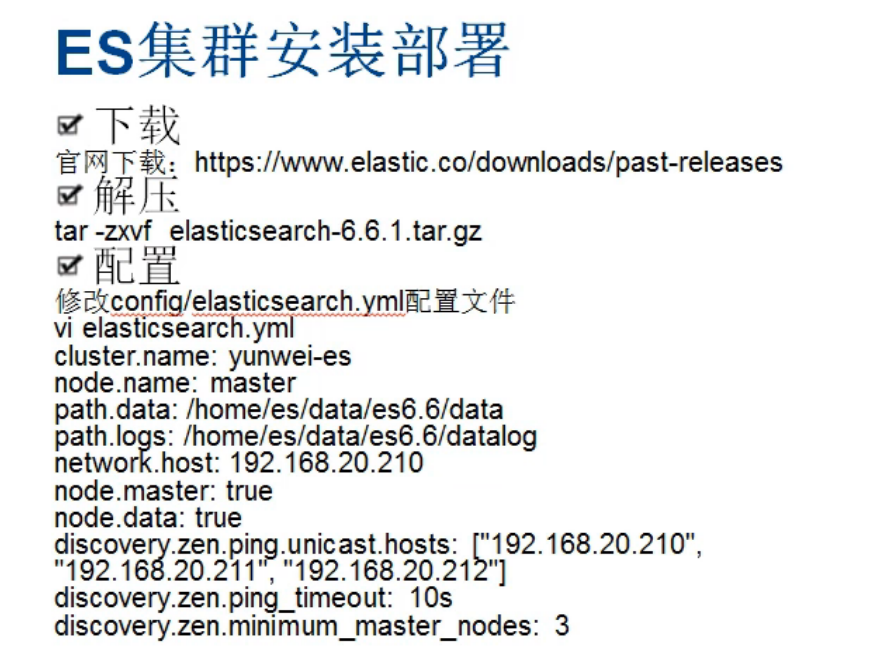 ES集群安装部署
下载
官网下载：https://www.elastic.co/downloads/past-releases
解压
tar -zxvf  elasticsearch-6.6.1.tar.gz
配置
修改config/elasticsearch.yml配置文件
vi elasticsearch.yml
cluster.name: yunwei-es
node.name: master
path.data: /home/es/data/es6.6/data
path.logs: /home/es/data/es6.6/datalog
network.host: 192.168.20.210
node.master: true
node.data: true
discovery.zen.ping.unicast.hosts: ["192.168.20.210",
"192.168.20.211", "192.168.20.212"]
discovery.zen.ping_timeout: 10s
discovery.zen.minimum_master_nodes: 3